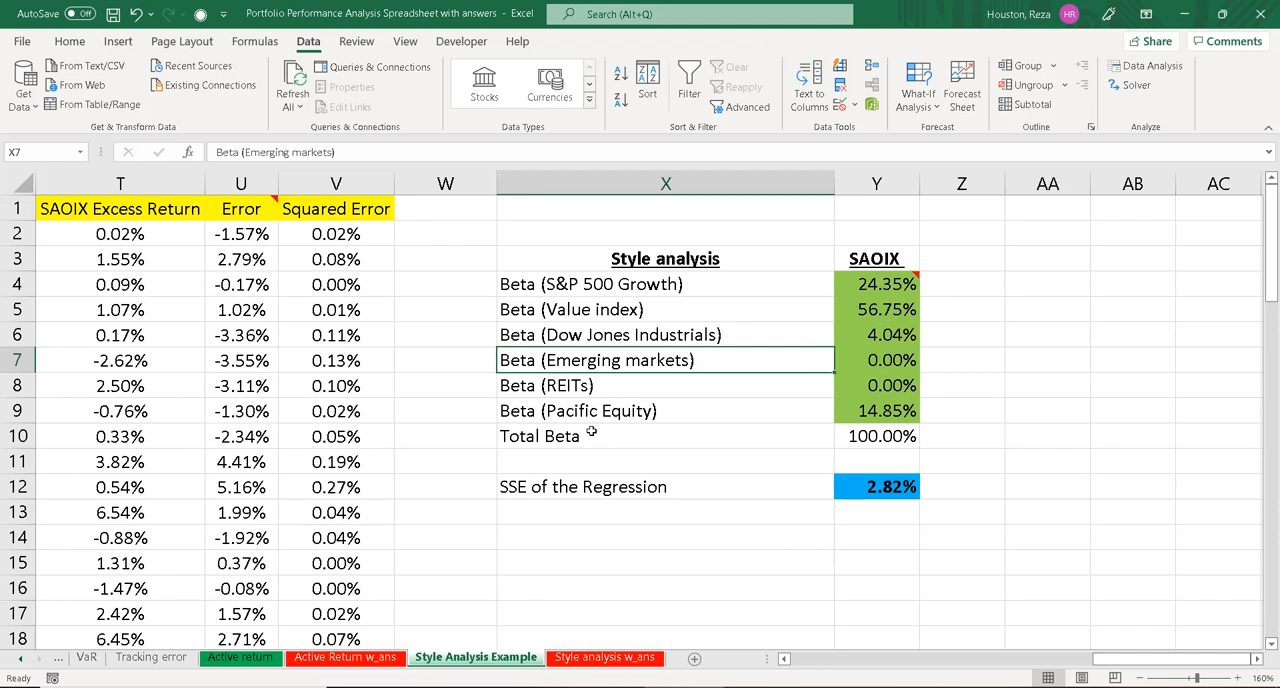 AutoSave Off Portfolio Performance Analysis Spreadsheet with answers - Excel Search (Alt+Q) Houston, Reza HR
File Home Insert Page Layout Formulas Data Review View Developer Help Share Comments
Get Data
From Text/CSV
From Web
From Table/Range
Recent Sources
Existing Connections
Get & Transform Data
Refresh All
Queries & Connections
Properties
Edit Links
Queries & Connections
Stocks Currencies
Data Types
Sort
Filter
Clear
Reapply
Advanced
Sort & Filter
Text to Columns
Data Tools
What-If Analysis
Forecast Sheet
Forecast
Group
Ungroup
Subtotal
Outline
Data Analysis
Solver
Analyze
X7 fx Beta (Emerging markets)
T U V W X Y Z AA AB AC
1 SAOIX Excess Return Error Squared Error
2 0.02% -1.57% 0.02%
3 1.55% 2.79% 0.08% Style analysis SAOIX
4 0.09% -0.17% 0.00% Beta (S&P 500 Growth) 24.35%
5 1.07% 1.02% 0.01% Beta (Value index) 56.75%
6 0.17% -3.36% 0.11% Beta (Dow Jones Industrials) 4.04%
7 -2.62% -3.55% 0.13% Beta (Emerging markets) 0.00%
8 2.50% -3.11% 0.10% Beta (REITs) 0.00%
9 -0.76% -1.30% 0.02% Beta (Pacific Equity) 14.85%
10 0.33% -2.34% 0.05% Total Beta 100.00%
11 3.82% 4.41% 0.19%
12 0.54% 5.16% 0.27% SSE of the Regression 2.82%
13 6.54% 1.99% 0.04%
14 -0.88% -1.92% 0.04%
15 1.31% 0.37% 0.00%
16 -1.47% -0.08% 0.00%
17 2.42% 1.57% 0.02%
18 6.45% 2.71% 0.07%
... VaR Tracking error Active return Active Return w_ans Style Analysis Example Style analysis w_ans
Ready 160%